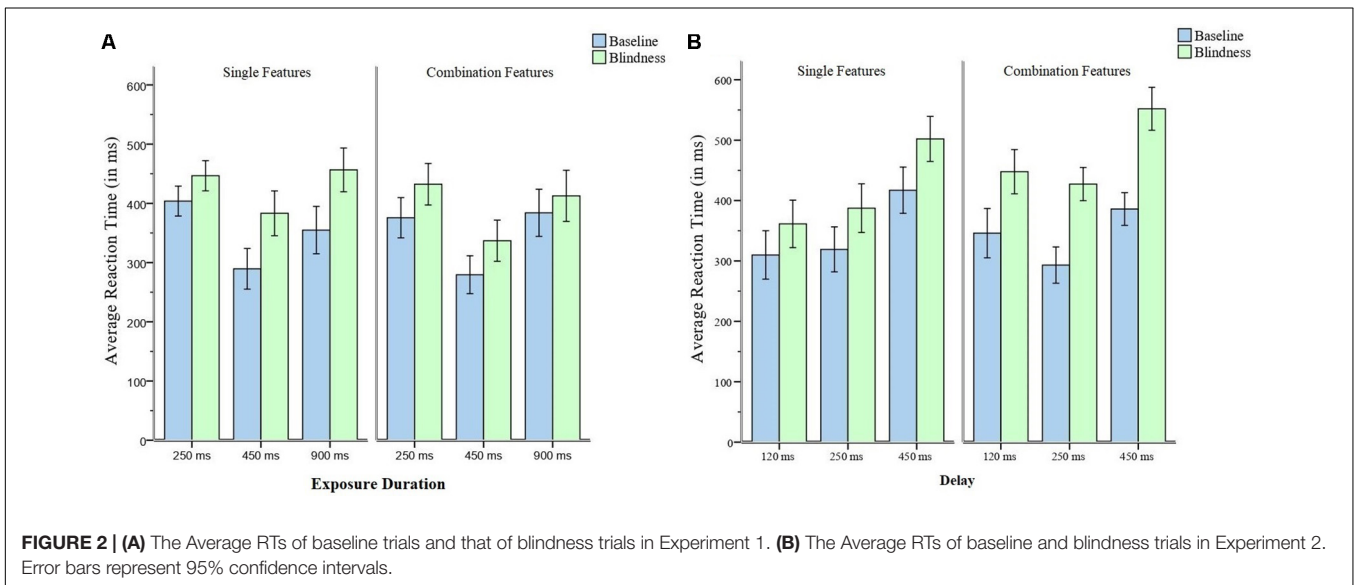 A
Baseline
Blindness
Single Features
Combination Features
Average Reaction Time (in ms)
600
500
400
300
200
100
0
250 ms
450 ms
900 ms
250 ms
450 ms
900 ms
Exposure Duration
B
Baseline
Blindness
Single Features
Combination Features
Average Reaction Time (in ms)
600
500
400
300
200
100
0
120 ms
250 ms
450 ms
120 ms
250 ms
450 ms
Delay
FIGURE 2 | (A) The Average RTs of baseline trials and that of blindness trials in Experiment 1. (B) The Average RTs of baseline and blindness trials in Experiment 2.
Error bars represent 95% confidence intervals.